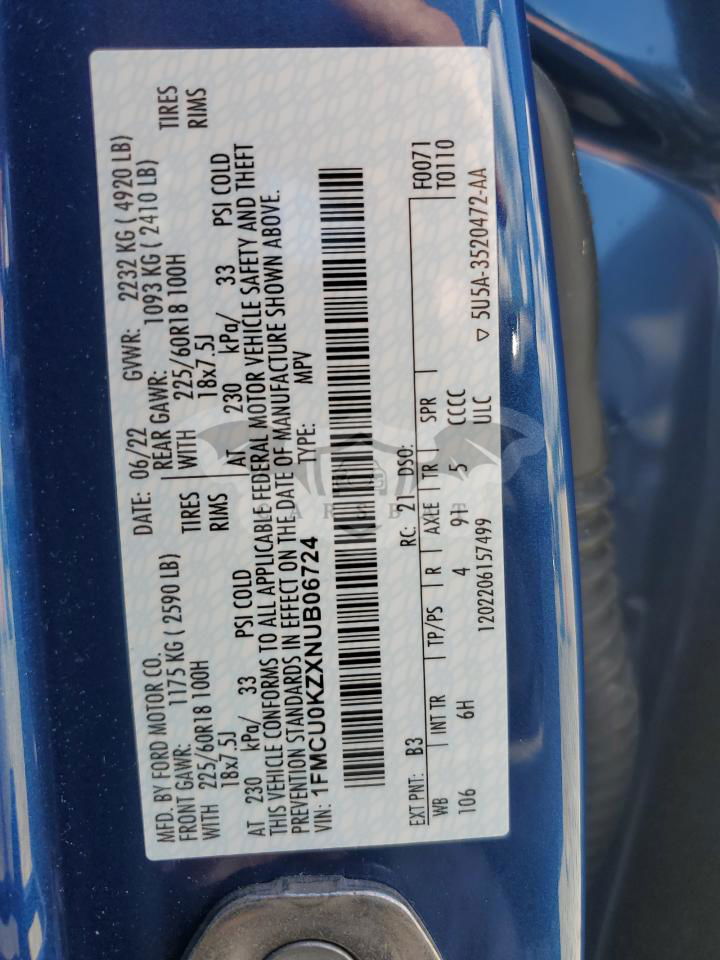 MFD. BY FORD MOTOR CO. DATE: 06/22 GVWR: 2232 KG ( 4920 LB)
FRONT GAWR: 1175 KG ( 2590 LB) REAR GAWR: 1093 KG ( 2410 LB)
WITH 225/60R18 100H TIRES WITH 225/60R18 100H TIRES
18x7.5J RIMS 18x7.5J RIMS
AT 230 kPa/ 33 PSI COLD AT 230 kPa/ 33 PSI COLD
THIS VEHICLE CONFORMS TO ALL APPLICABLE FEDERAL MOTOR VEHICLE SAFETY AND THEFT
PREVENTION STANDARDS IN EFFECT ON THE DATE OF MANUFACTURE SHOWN ABOVE.
VIN: 1FMCU0KZXNUB06724 TYPE: MPV
EXT PNT: B3 RC: 21 DSO: F0071
WB INT TR TP/PS R AXLE TR SPR T0110
106 6H 4 91 5 CCCC
1202206157499 ULC ▽ 5U5A-3520472-AA